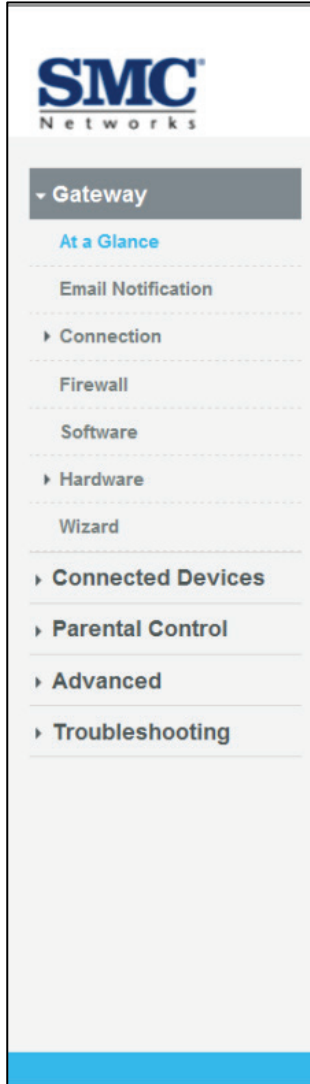 SMC®
Networks
Gateway
At a Glance
Email Notification
Connection
Firewall
Software
Hardware
Wizard
Connected Devices
Parental Control
Advanced
Troubleshooting